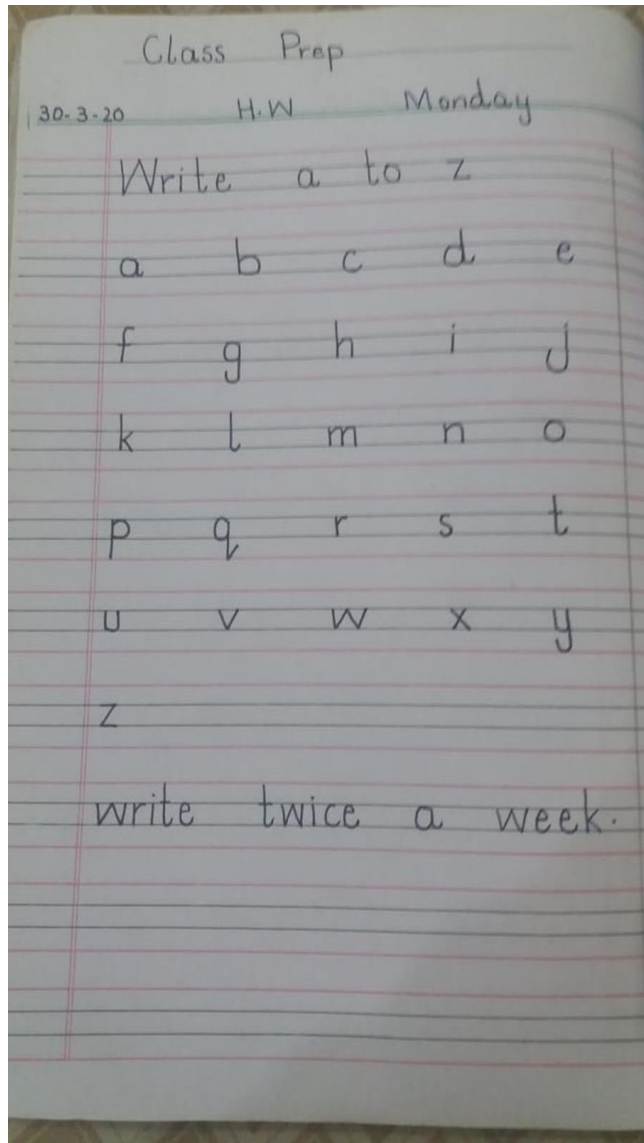 Class Prep
30-3-20 H.W Monday
Write a to z
a b c d e
f g h i j
k l m n o
p q r s t
u v w x y
z
write twice a week.